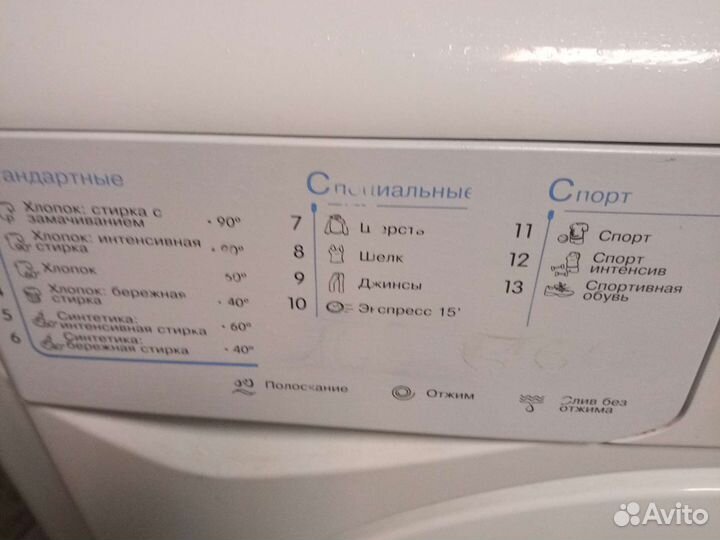 андартные
Хлопок: стирка с
замачиванием · 90°
Хлопок: интенсивная
стирка
Хлопок
Хлопок: бережная
стирка · 40°
5 Синтетика:
интенсивная стирка · 60°
6 Синтетика:
бережная стирка · 40°
Специальные
7
8 Шелк
9 Джинсы
10 Экспресс 15'
Спорт
11 Спорт
12 Спорт
интенсив
13 Спортивная
обувь
Полоскание
Отжим
Слив без
отжима
Avito